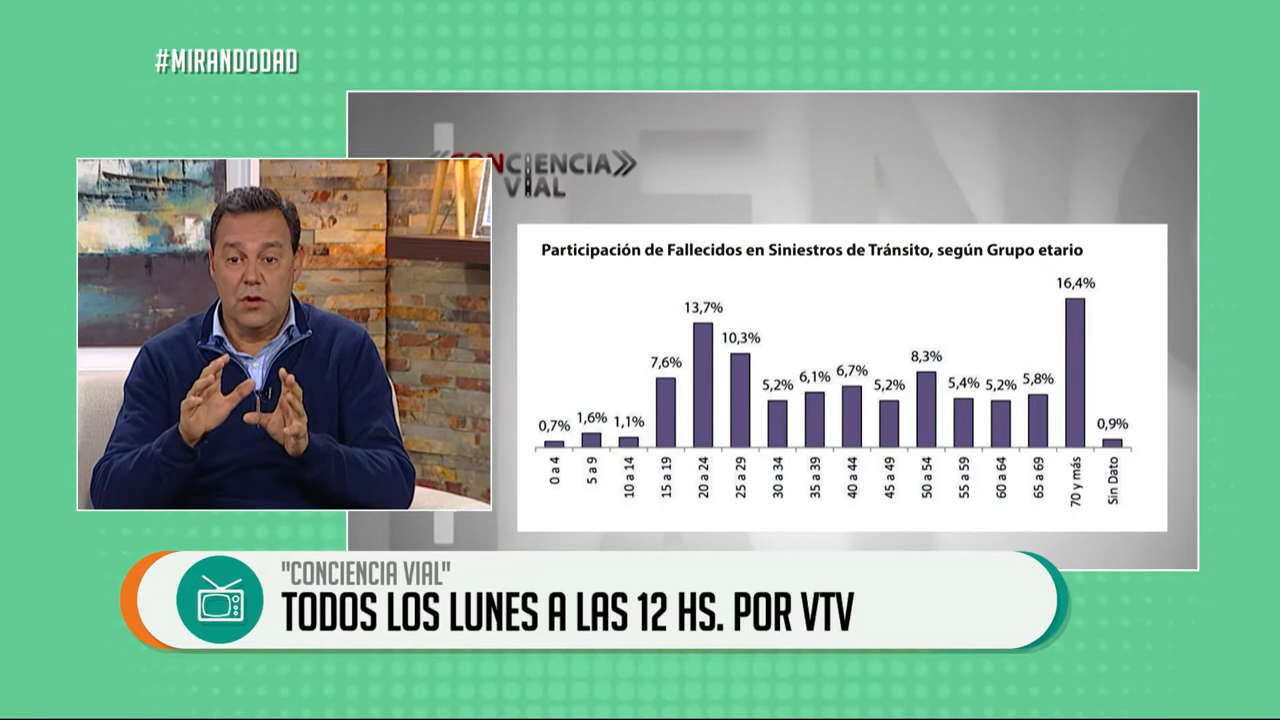 #MIRANDODAD
CONCIENCIA
VIAL
Participación de Fallecidos en Siniestros de Tránsito, según Grupo etario
0,7%
1,6%
1,1%
7,6%
13,7%
10,3%
5,2%
6,1%
6,7%
5,2%
8,3%
5,4%
5,2%
5,8%
16,4%
0,9%
0 a 4
5 a 9
10 a 14
15 a 19
20 a 24
25 a 29
30 a 34
35 a 39
40 a 44
45 a 49
50 a 54
55 a 59
60 a 64
65 a 69
70 y más
Sin Dato
"CONCIENCIA VIAL"
TODOS LOS LUNES A LAS 12 HS. POR VTV